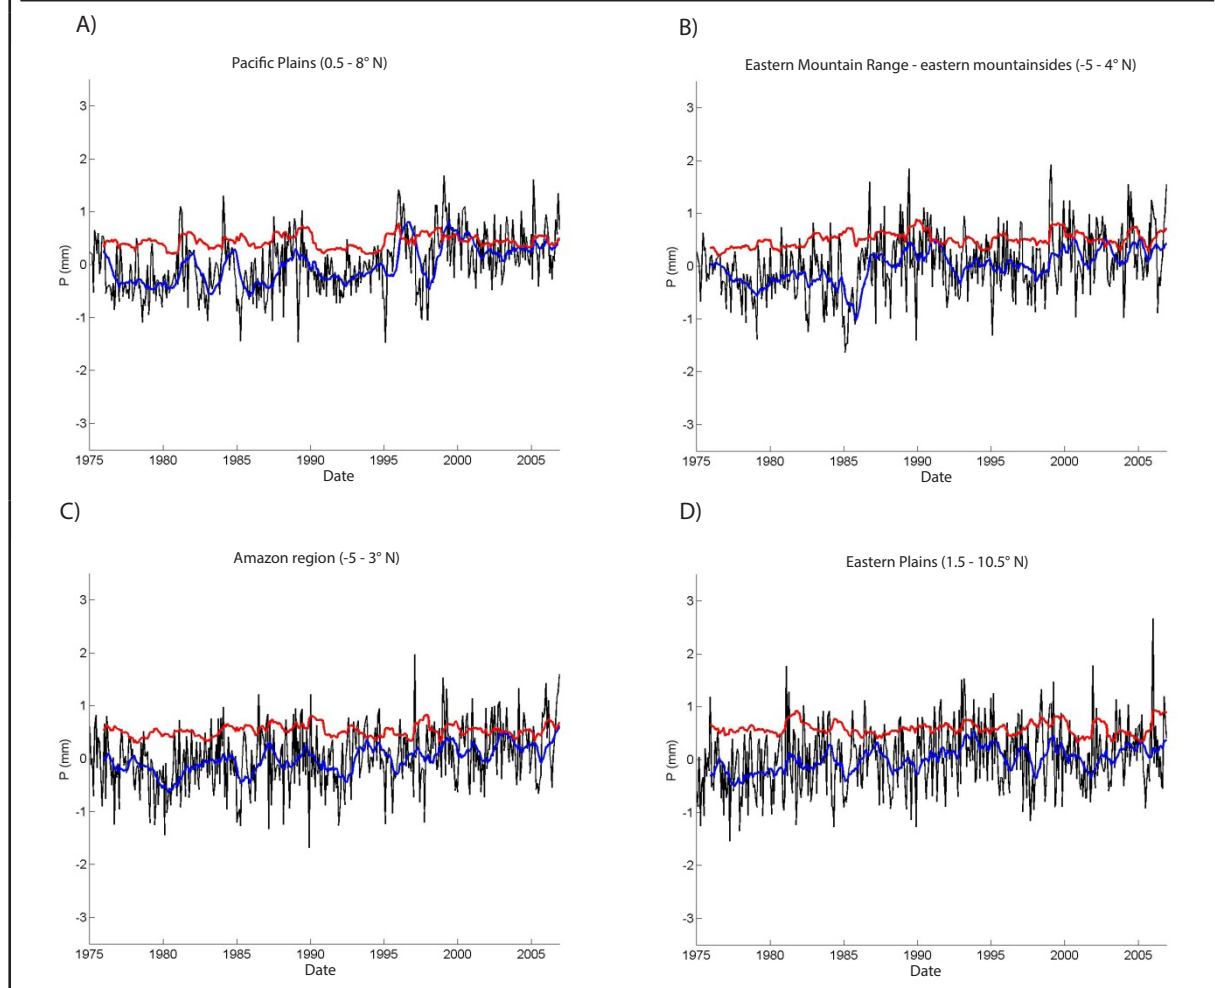 A)
Pacific Plains (0.5 - 8° N)
3
2
1
0
-1
-2
-3
P (mm)
1975 1980 1985 1990 1995 2000 2005
Date
B)
Eastern Mountain Range - eastern mountainsides (-5 - 4° N)
3
2
1
0
-1
-2
-3
P (mm)
1975 1980 1985 1990 1995 2000 2005
Date
C)
Amazon region (-5 - 3° N)
3
2
1
0
-1
-2
-3
P (mm)
1975 1980 1985 1990 1995 2000 2005
Date
D)
Eastern Plains (1.5 - 10.5° N)
3
2
1
0
-1
-2
-3
P (mm)
1975 1980 1985 1990 1995 2000 2005
Date